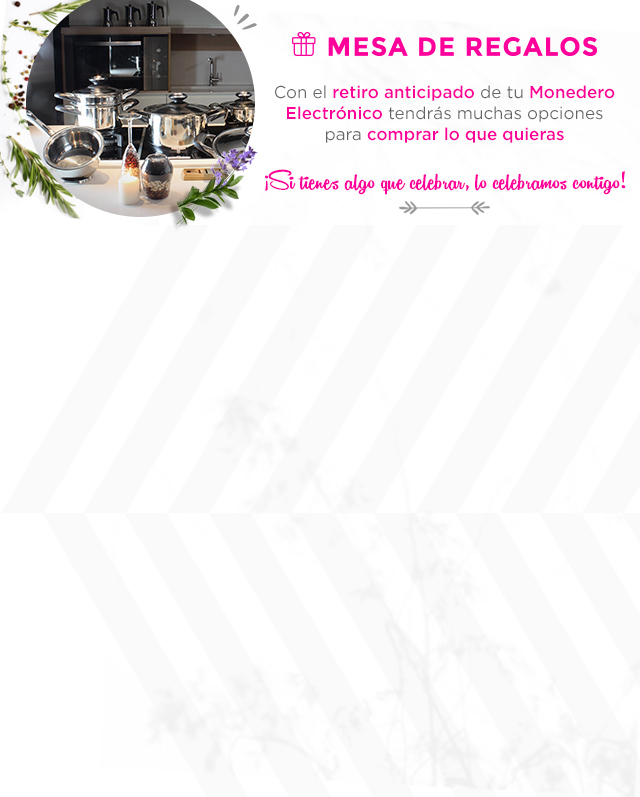 MESA DE REGALOS
Con el retiro anticipado de tu Monedero
Electrónico tendrás muchas opciones
para comprar lo que quieras
¡Si tienes algo que celebrar, lo celebramos contigo!